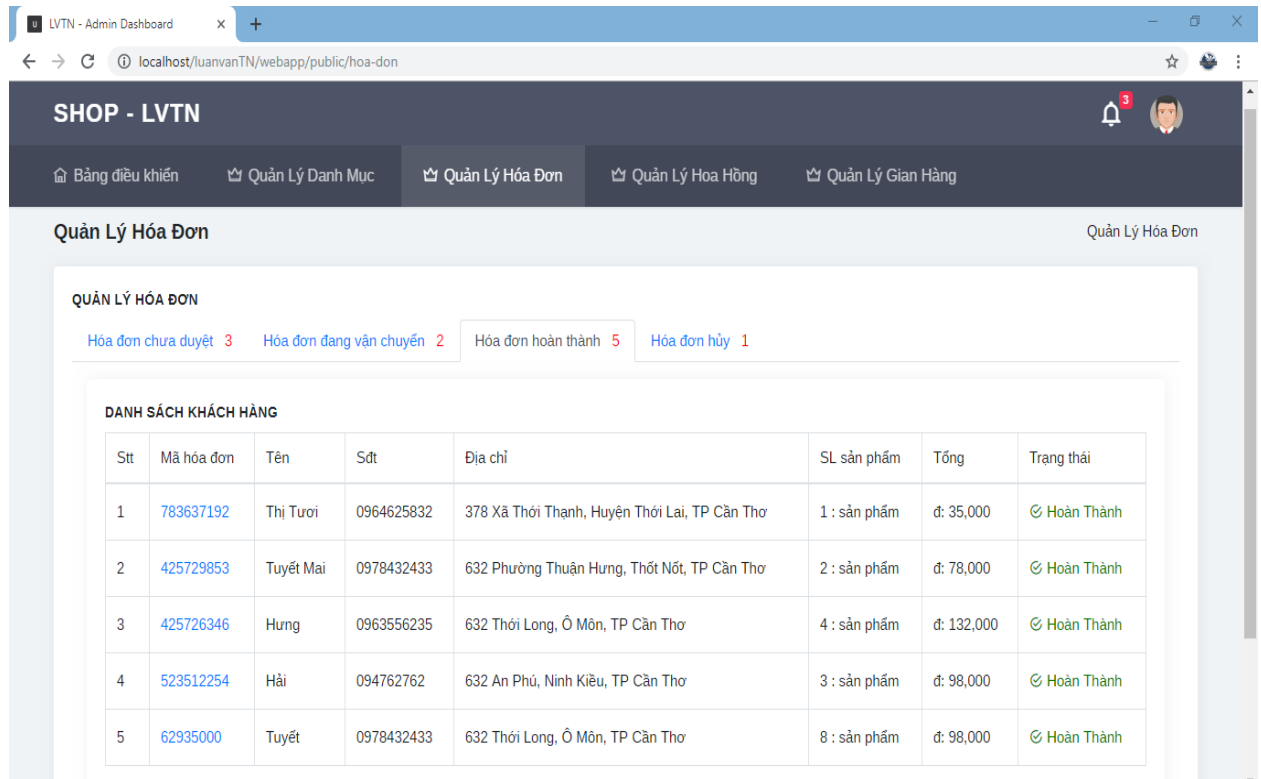 LVTN - Admin Dashboard
localhost/luanvanTN/webapp/public/hoa-don
SHOP - LVTN
3
Bảng điều khiển Quản Lý Danh Mục Quản Lý Hóa Đơn Quản Lý Hoa Hồng Quản Lý Gian Hàng
Quản Lý Hóa Đơn Quản Lý Hóa Đơn
QUẢN LÝ HÓA ĐƠN
Hóa đơn chưa duyệt 3 Hóa đơn đang vận chuyển 2 Hóa đơn hoàn thành 5 Hóa đơn hủy 1
DANH SÁCH KHÁCH HÀNG
Stt Mã hóa đơn Tên Sđt Địa chỉ SL sản phẩm Tổng Trạng thái
1 783637192 Thị Tươi 0964625832 378 Xã Thới Thạnh, Huyện Thới Lai, TP Cần Thơ 1 : sản phẩm đ: 35,000 Hoàn Thành
2 425729853 Tuyết Mai 0978432433 632 Phường Thuận Hưng, Thốt Nốt, TP Cần Thơ 2 : sản phẩm đ: 78,000 Hoàn Thành
3 425726346 Hưng 0963556235 632 Thới Long, Ô Môn, TP Cần Thơ 4 : sản phẩm đ: 132,000 Hoàn Thành
4 523512254 Hải 094762762 632 An Phú, Ninh Kiều, TP Cần Thơ 3 : sản phẩm đ: 98,000 Hoàn Thành
5 62935000 Tuyết 0978432433 632 Thới Long, Ô Môn, TP Cần Thơ 8 : sản phẩm đ: 98,000 Hoàn Thành